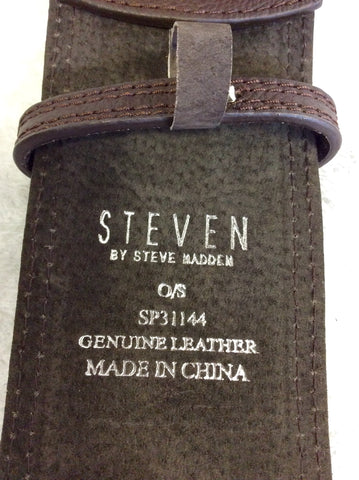 STEVEN
BY STEVE MADDEN
O/S
SP31144
GENUINE LEATHER
MADE IN CHINA